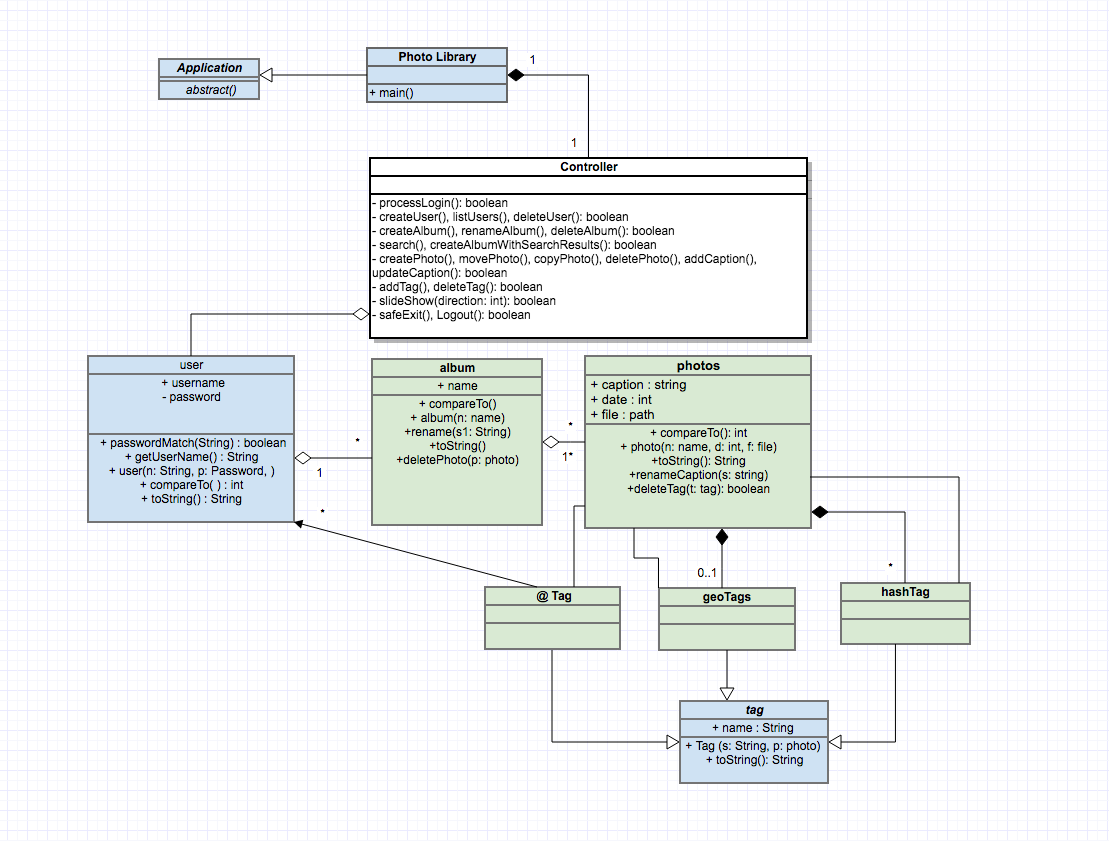 Application
abstract()
Photo Library
+ main()
1
1
Controller
- processLogin(): boolean
- createUser(), listUsers(), deleteUser(): boolean
- createAlbum(), renameAlbum(), deleteAlbum(): boolean
- search(), createAlbumWithSearchResults(): boolean
- createPhoto(), movePhoto(), copyPhoto(), deletePhoto(), addCaption(),
updateCaption(): boolean
- addTag(), deleteTag(): boolean
- slideShow(direction: int): boolean
- safeExit(), Logout(): boolean
user
+ username
- password
+ passwordMatch(String) : boolean
+ getUserName() : String
+ user(n: String, p: Password, )
+ compareTo( ) : int
+ toString() : String
*
1
*
album
+ name
+ compareTo()
+ album(n: name)
+rename(s1: String)
+toString()
+deletePhoto(p: photo)
*
1*
photos
+ caption : string
+ date : int
+ file : path
+ compareTo(): int
+ photo(n: name, d: int, f: file)
+toString(): String
+renameCaption(s: string)
+deleteTag(t: tag): boolean
0..1
*
@ Tag
geoTags
hashTag
tag
+ name : String
+ Tag (s: String, p: photo)
+ toString(): String